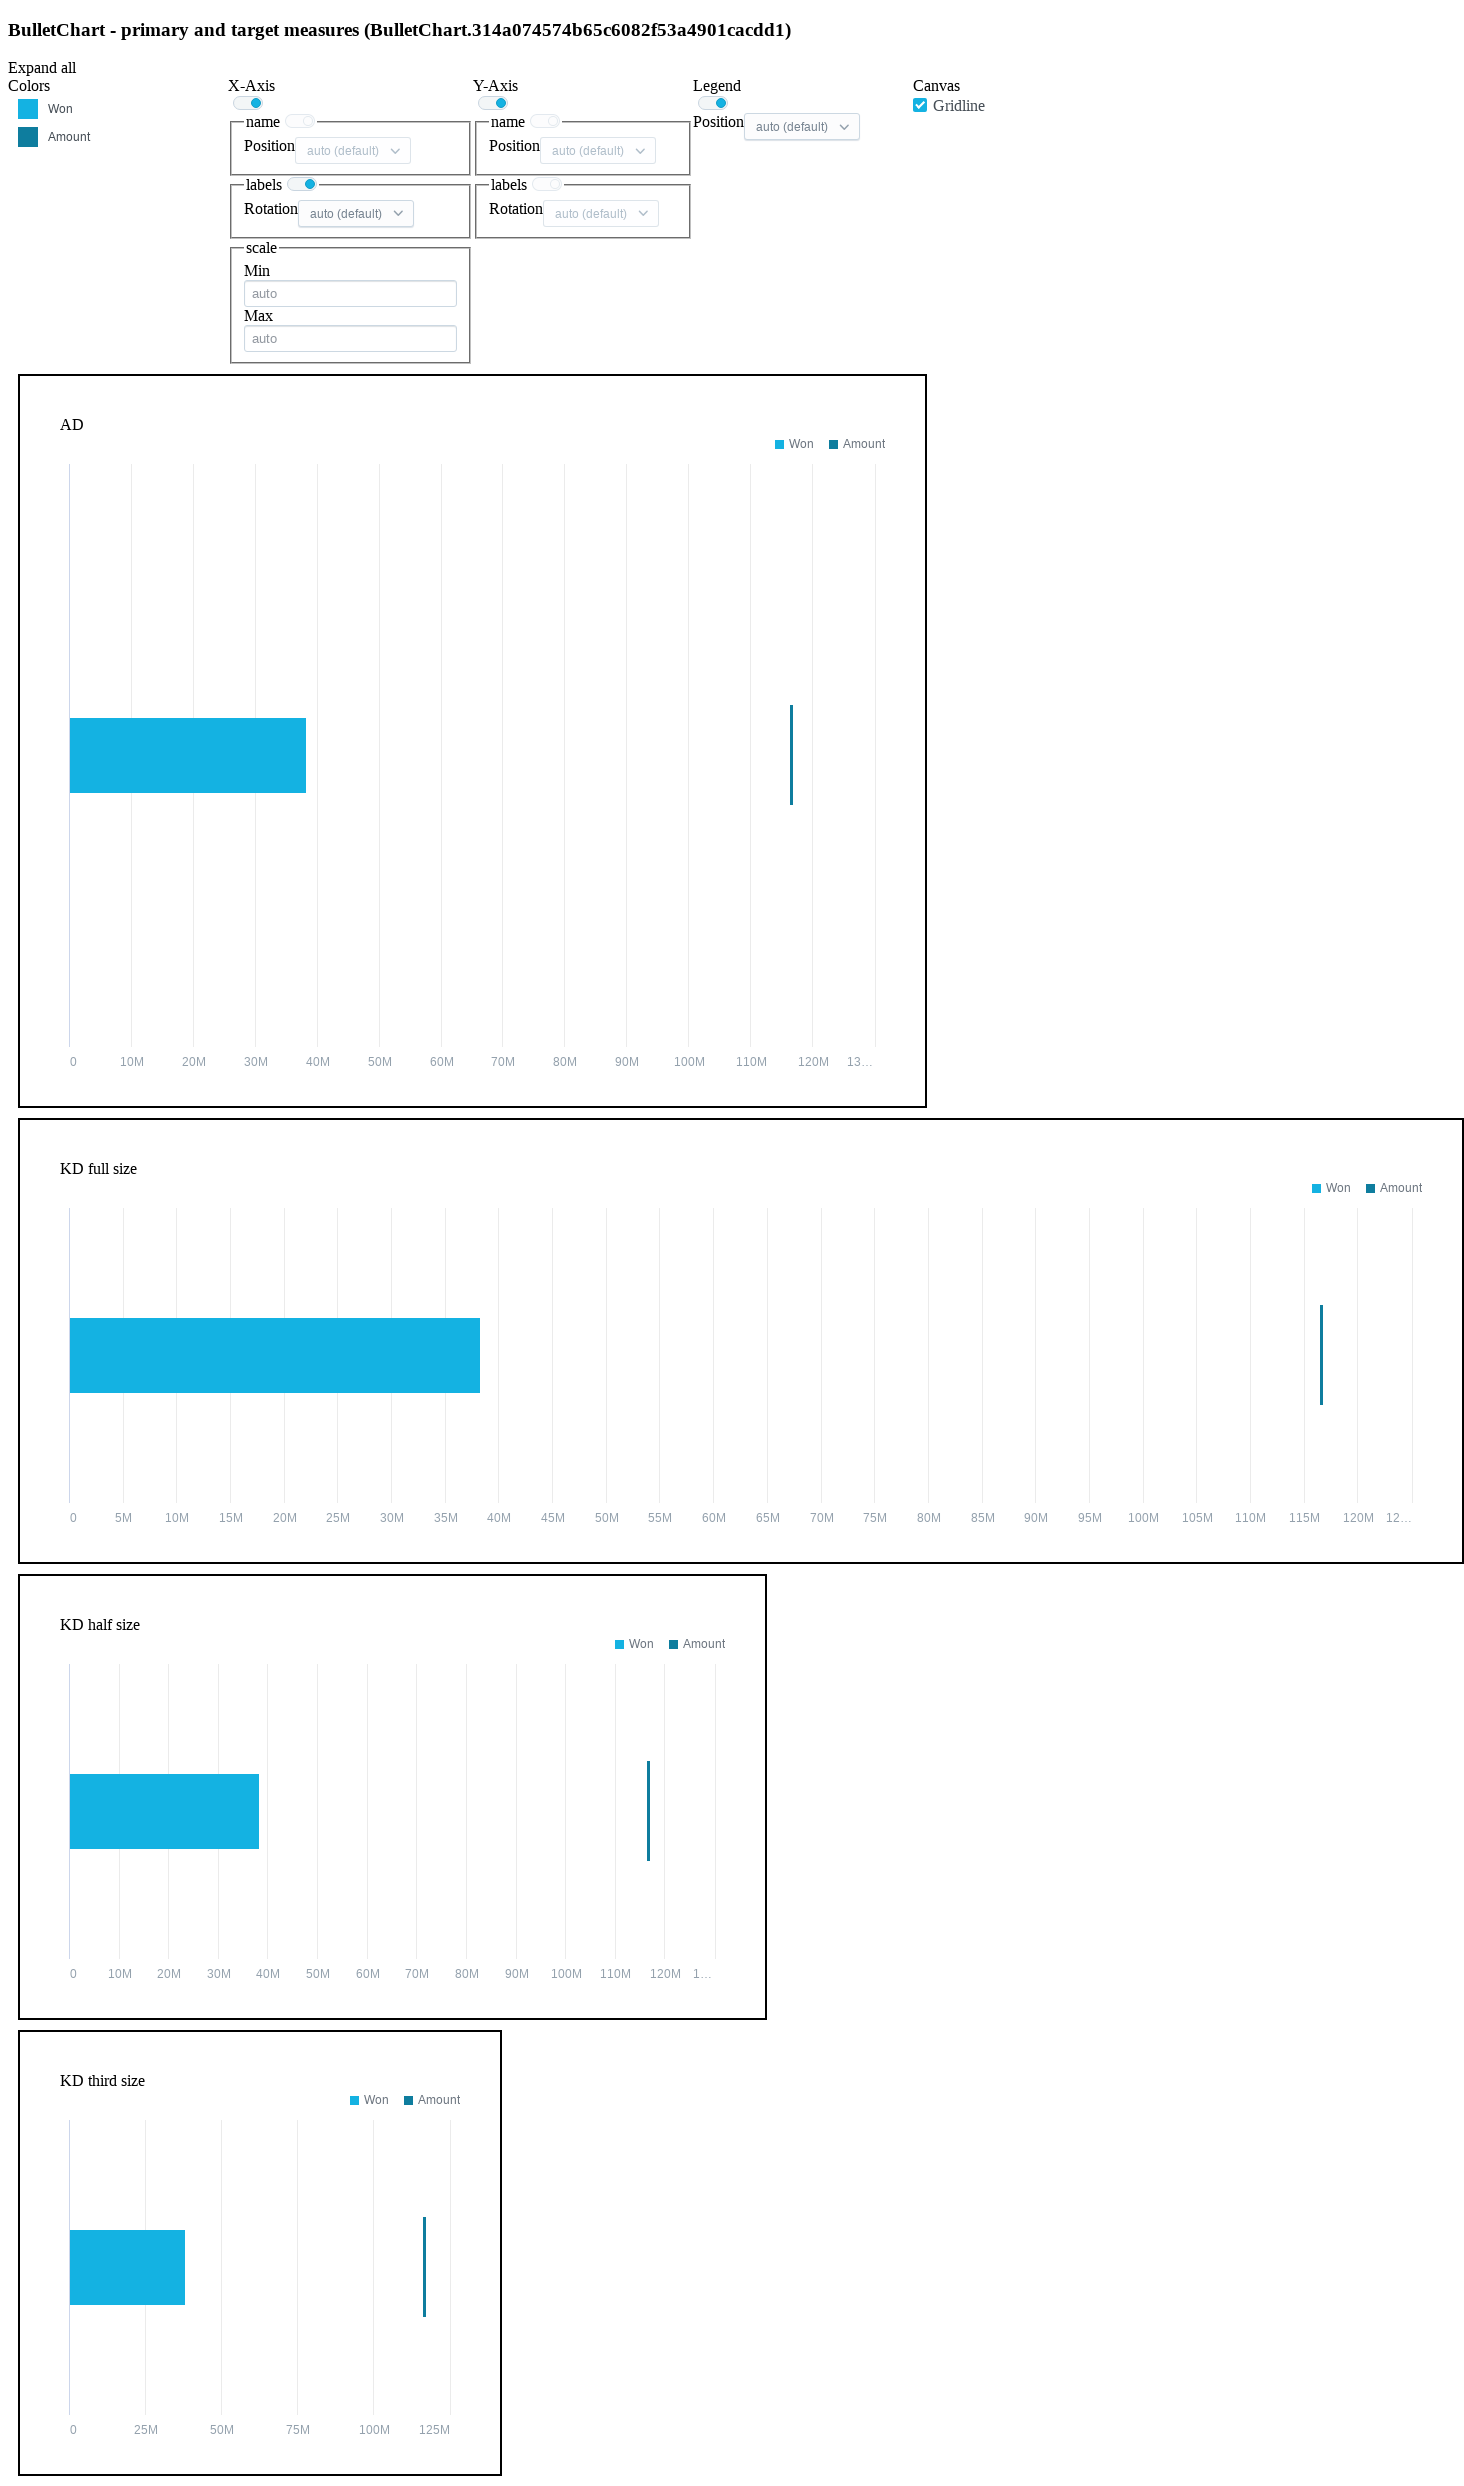 BulletChart - primary and target measures (BulletChart.314a074574b65c6082f53a4901cacdd1)
Expand all
Colors
Won
Amount
X-Axis
name
Position auto (default)
labels
Rotation auto (default)
scale
Min
auto
Max
auto
Y-Axis
name
Position auto (default)
labels
Rotation auto (default)
Legend
Position auto (default)
Canvas
Gridline
AD
Won Amount
0 10M 20M 30M 40M 50M 60M 70M 80M 90M 100M 110M 120M 13…
KD full size
Won Amount
0 5M 10M 15M 20M 25M 30M 35M 40M 45M 50M 55M 60M 65M 70M 75M 80M 85M 90M 95M 100M 105M 110M 115M 120M 12…
KD half size
Won Amount
0 10M 20M 30M 40M 50M 60M 70M 80M 90M 100M 110M 120M 1…
KD third size
Won Amount
0 25M 50M 75M 100M 125M